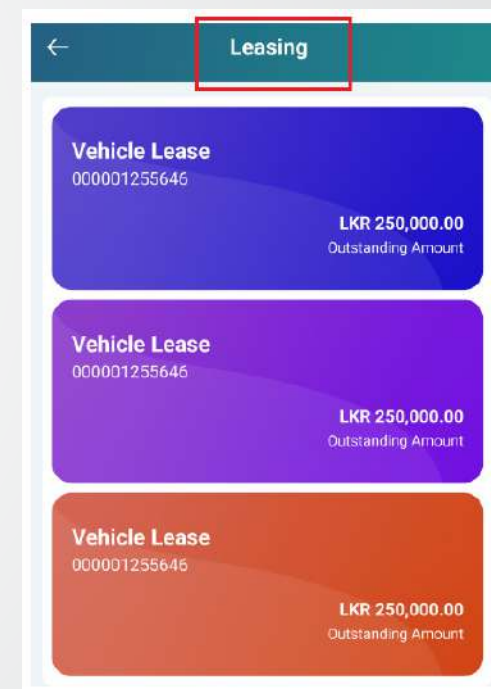 Leasing
Vehicle Lease
000001255646
LKR 250,000.00
Outstanding Amount
Vehicle Lease
000001255646
LKR 250,000.00
Outstanding Amount
Vehicle Lease
000001255646
LKR 250,000.00
Outstanding Amount